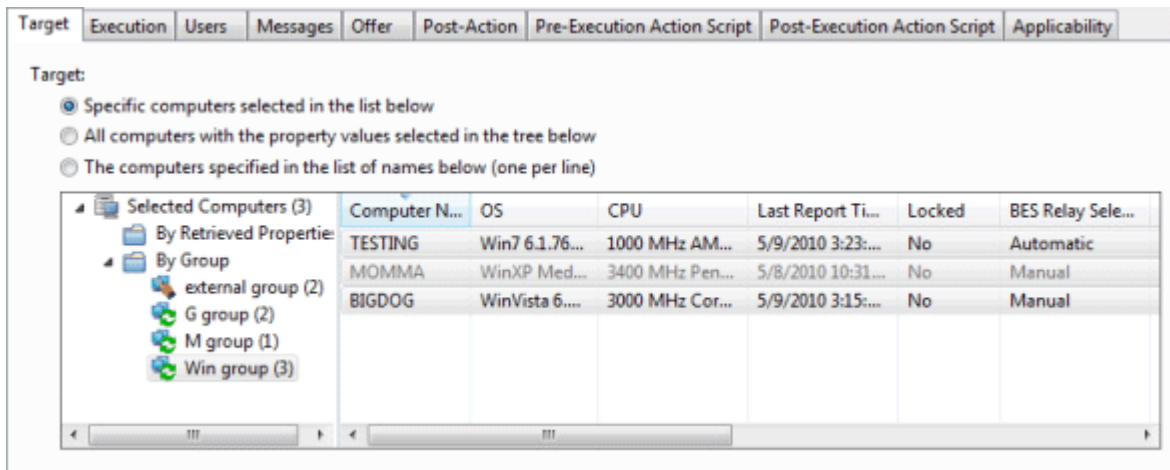 Target Execution Users Messages Offer Post-Action Pre-Execution Action Script Post-Execution Action Script Applicability
Target:
Specific computers selected in the list below
All computers with the property values selected in the tree below
The computers specified in the list of names below (one per line)
Selected Computers (3)
By Retrieved Propertie
By Group
external group (2)
G group (2)
M group (1)
Win group (3)
Computer N... OS CPU Last Report Ti... Locked BES Relay Sele...
TESTING Win7 6.1.76... 1000 MHz AM... 5/9/2010 3:23:... No Automatic
MOMMA WinXP Med... 3400 MHz Pen... 5/8/2010 10:31... No Manual
BIGDOG WinVista 6.... 3000 MHz Cor... 5/9/2010 3:15:... No Manual